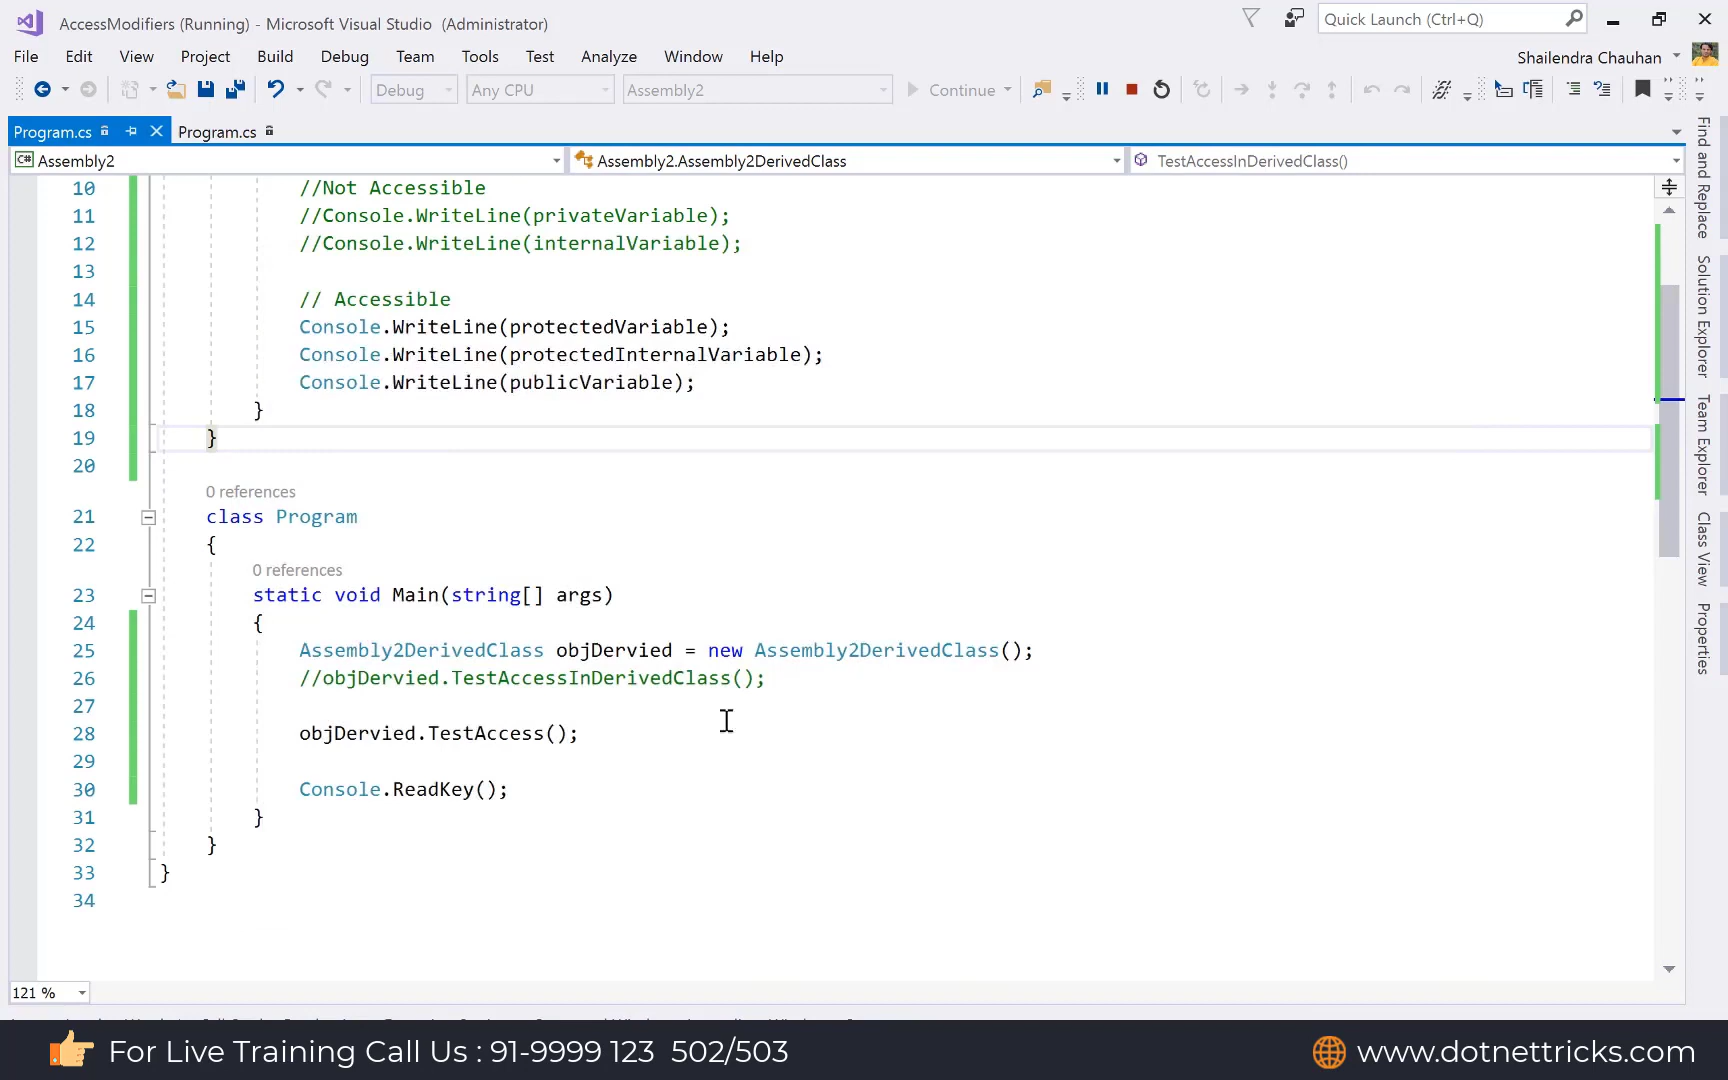 AccessModifiers (Running) - Microsoft Visual Studio (Administrator)
Quick Launch (Ctrl+Q)
File Edit View Project Build Debug Team Tools Test Analyze Window Help
Shailendra Chauhan
Debug Any CPU Assembly2 Continue
Program.cs Program.cs
C# Assembly2 Assembly2.Assembly2DerivedClass TestAccessInDerivedClass()
10 //Not Accessible
11 //Console.WriteLine(privateVariable);
12 //Console.WriteLine(internalVariable);
13
14 // Accessible
15 Console.WriteLine(protectedVariable);
16 Console.WriteLine(protectedInternalVariable);
17 Console.WriteLine(publicVariable);
18 }
19 }
20
0 references
21 class Program
22 {
0 references
23 static void Main(string[] args)
24 {
25 Assembly2DerivedClass objDervied = new Assembly2DerivedClass();
26 //objDervied.TestAccessInDerivedClass();
27
28 objDervied.TestAccess();
29
30 Console.ReadKey();
31 }
32 }
33 }
34
Find and Replace
Solution Explorer
Team Explorer
Class View
Properties
121 %
For Live Training Call Us : 91-9999 123 502/503
www.dotnettricks.com